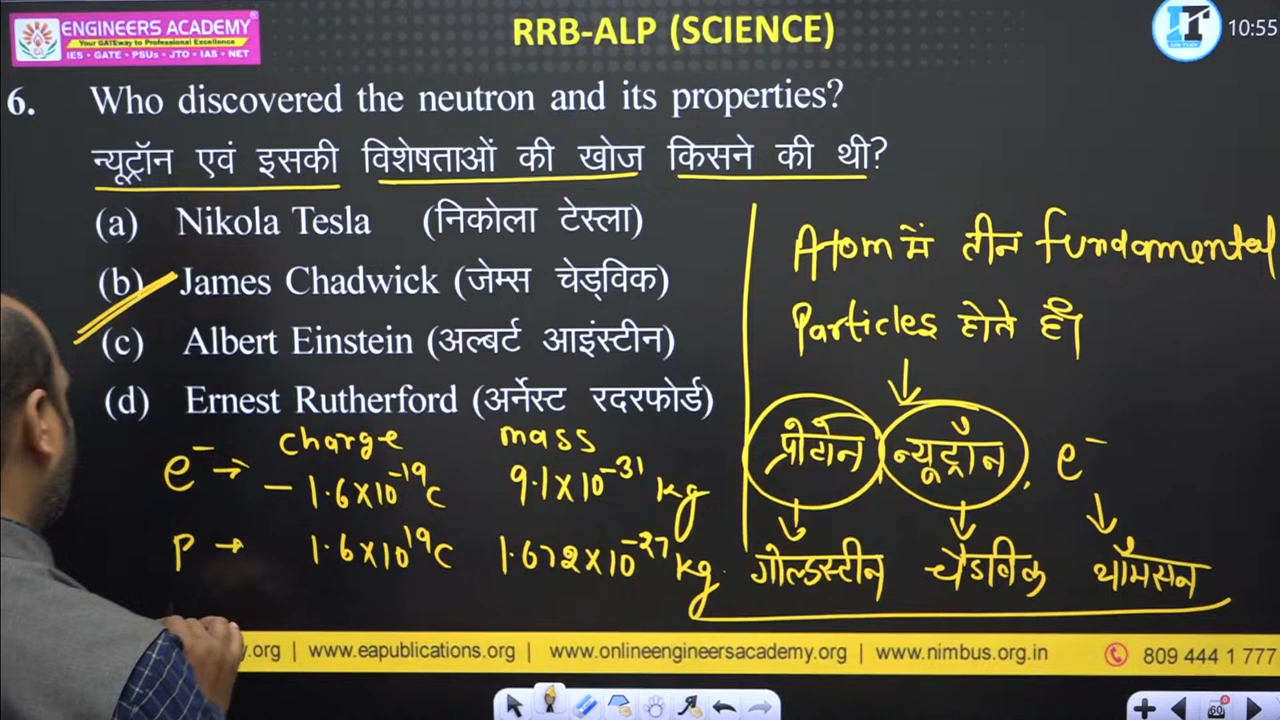 ENGINEERS ACADEMY
Your GATEway to Professional Excellence
IES • GATE • PSUs • JTO • IAS • NET
RRB-ALP (SCIENCE)
10:55
6. Who discovered the neutron and its properties?
न्यूट्रॉन एवं इसकी विशेषताओं की खोज किसने की थी?
(a) Nikola Tesla (निकोला टेस्ला)
(b) James Chadwick (जेम्स चेड्विक)
(c) Albert Einstein (अल्बर्ट आइंस्टीन)
(d) Ernest Rutherford (अर्नेस्ट रदरफोर्ड)
charge mass
e⁻ → -1.6×10⁻¹⁹C 9.1×10⁻³¹ kg
P → 1.6×10¹⁹C 1.672×10⁻²⁷ kg
Atom में तीन fundamental
Particles होते हैं।
↓
प्रोटॉन न्यूट्रॉन, e⁻
↓ ↓ ↓
गोल्डस्टीन चैडविक थॉमसन
.org | www.eapublications.org | www.onlineengineersacademy.org | www.nimbus.org.in 809 444 1 777
60